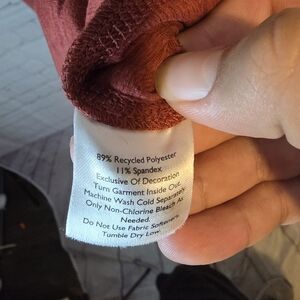 89% Recycled Polyester
11% Spandex
Exclusive Of Decoration
Turn Garment Inside Out.
Machine Wash Cold Separately.
Only Non-Chlorine Bleach As
Needed.
Do Not Use Fabric Softeners.
Tumble Dry Low.